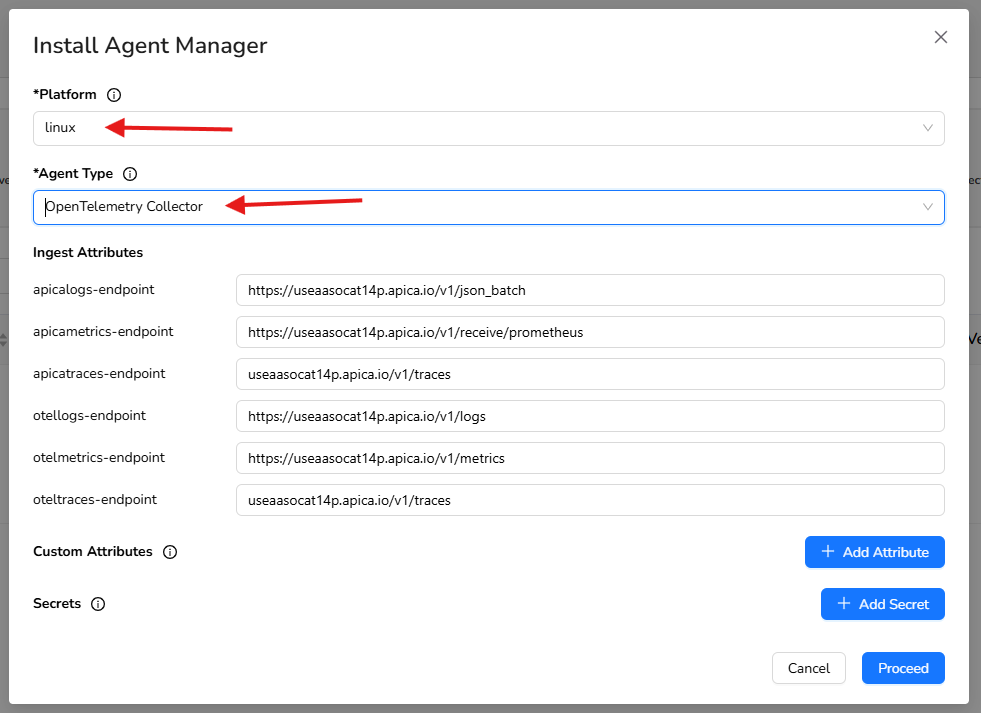 Install Agent Manager
*Platform
linux
*Agent Type
OpenTelemetry Collector
Ingest Attributes
apicalogs-endpoint https://useaasocat14p.apica.io/v1/json_batch
apicametrics-endpoint https://useaasocat14p.apica.io/v1/receive/prometheus
apicatraces-endpoint useaasocat14p.apica.io/v1/traces
otellogs-endpoint https://useaasocat14p.apica.io/v1/logs
otelmetrics-endpoint https://useaasocat14p.apica.io/v1/metrics
oteltraces-endpoint useaasocat14p.apica.io/v1/traces
Custom Attributes + Add Attribute
Secrets + Add Secret
Cancel Proceed